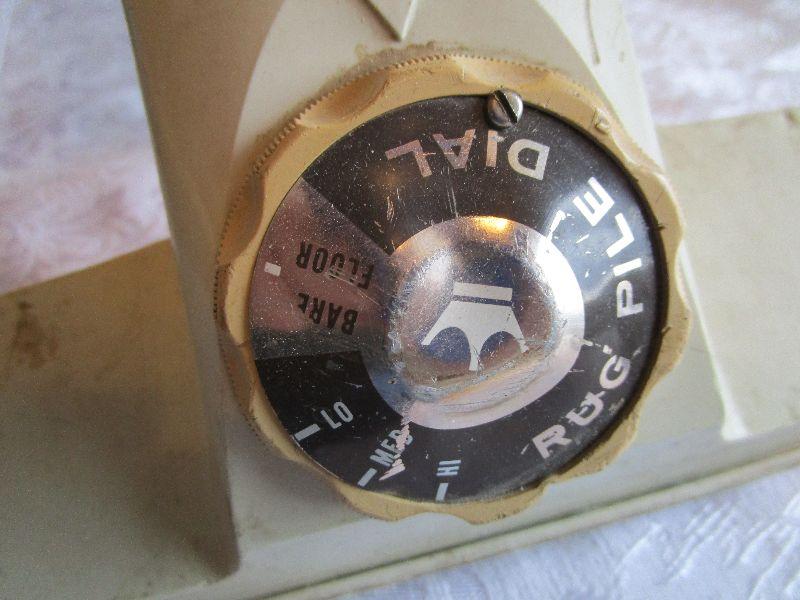 RUG PILE DIAL
BARE
FLOOR
LO
MED
HI